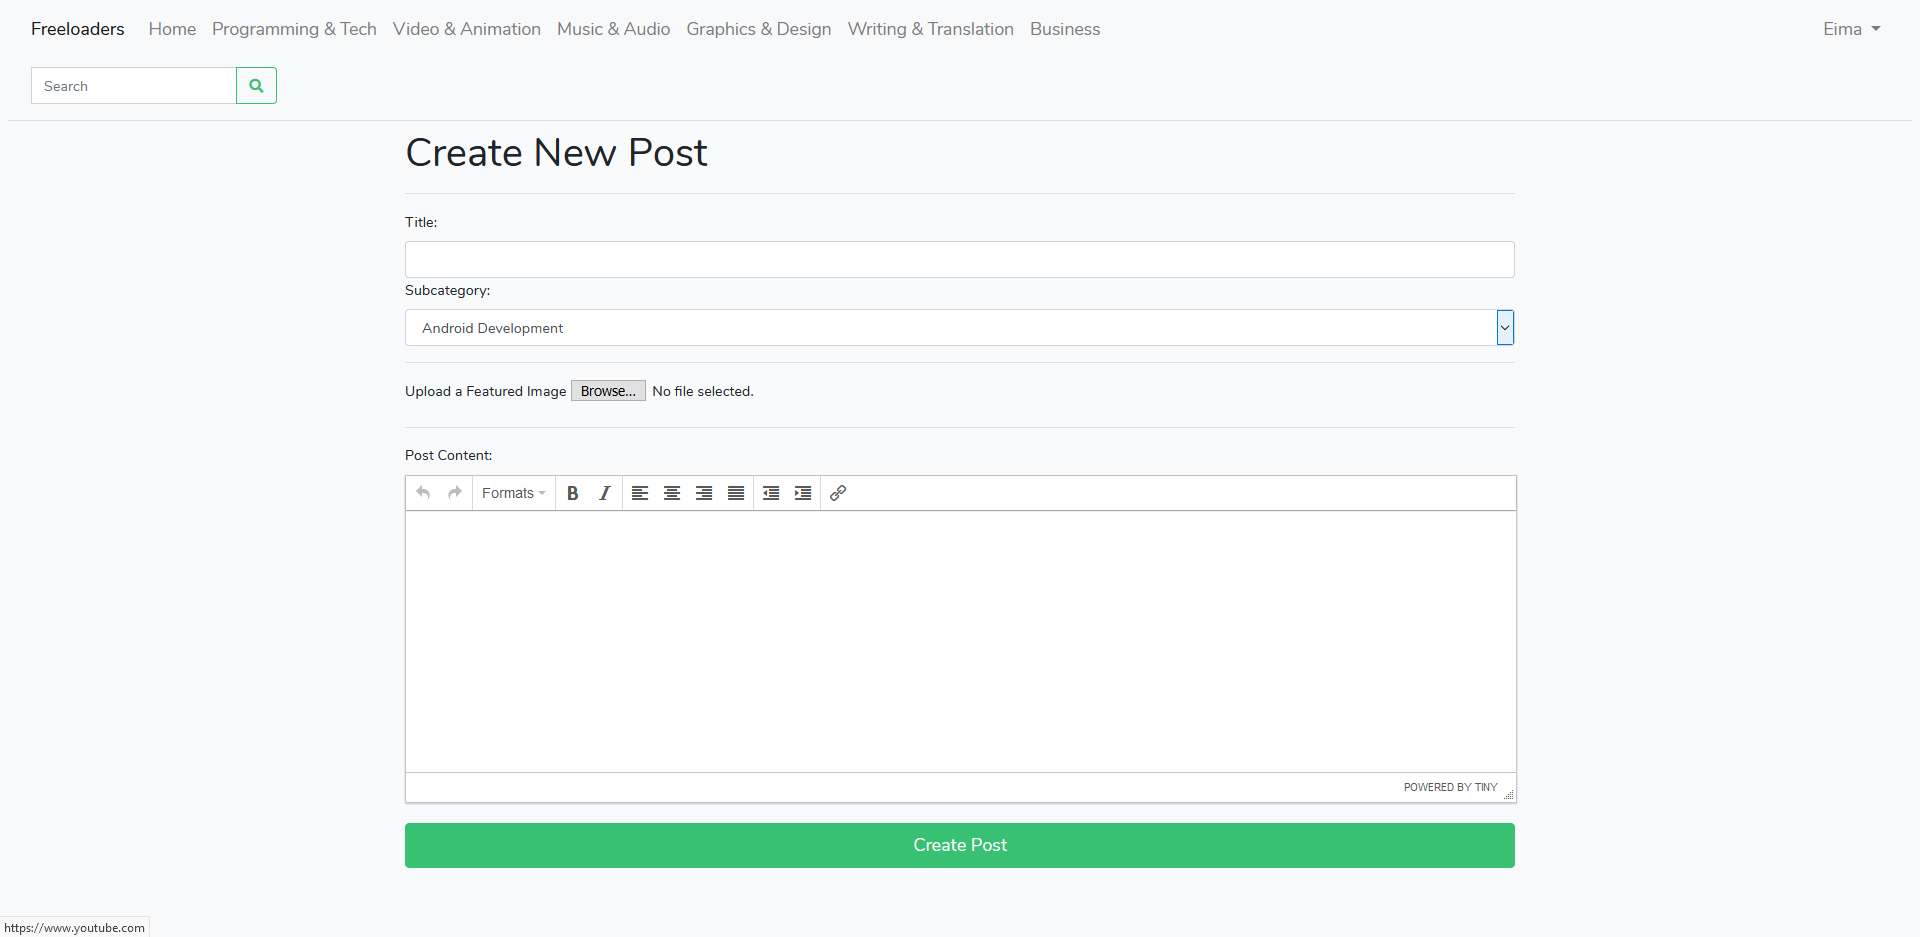 Freeloaders Home Programming & Tech Video & Animation Music & Audio Graphics & Design Writing & Translation Business Eima
Search
Create New Post
Title:
Subcategory:
Android Development
Upload a Featured Image Browse... No file selected.
Post Content:
Formats B I
POWERED BY TINY
Create Post
https://www.youtube.com